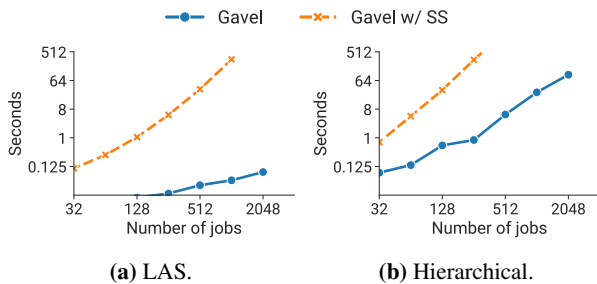 Gavel Gavel w/ SS
512
64
8
1
0.125
Seconds
32 128 512 2048
Number of jobs
(a) LAS.
512
64
8
1
0.125
Seconds
32 128 512 2048
Number of jobs
(b) Hierarchical.